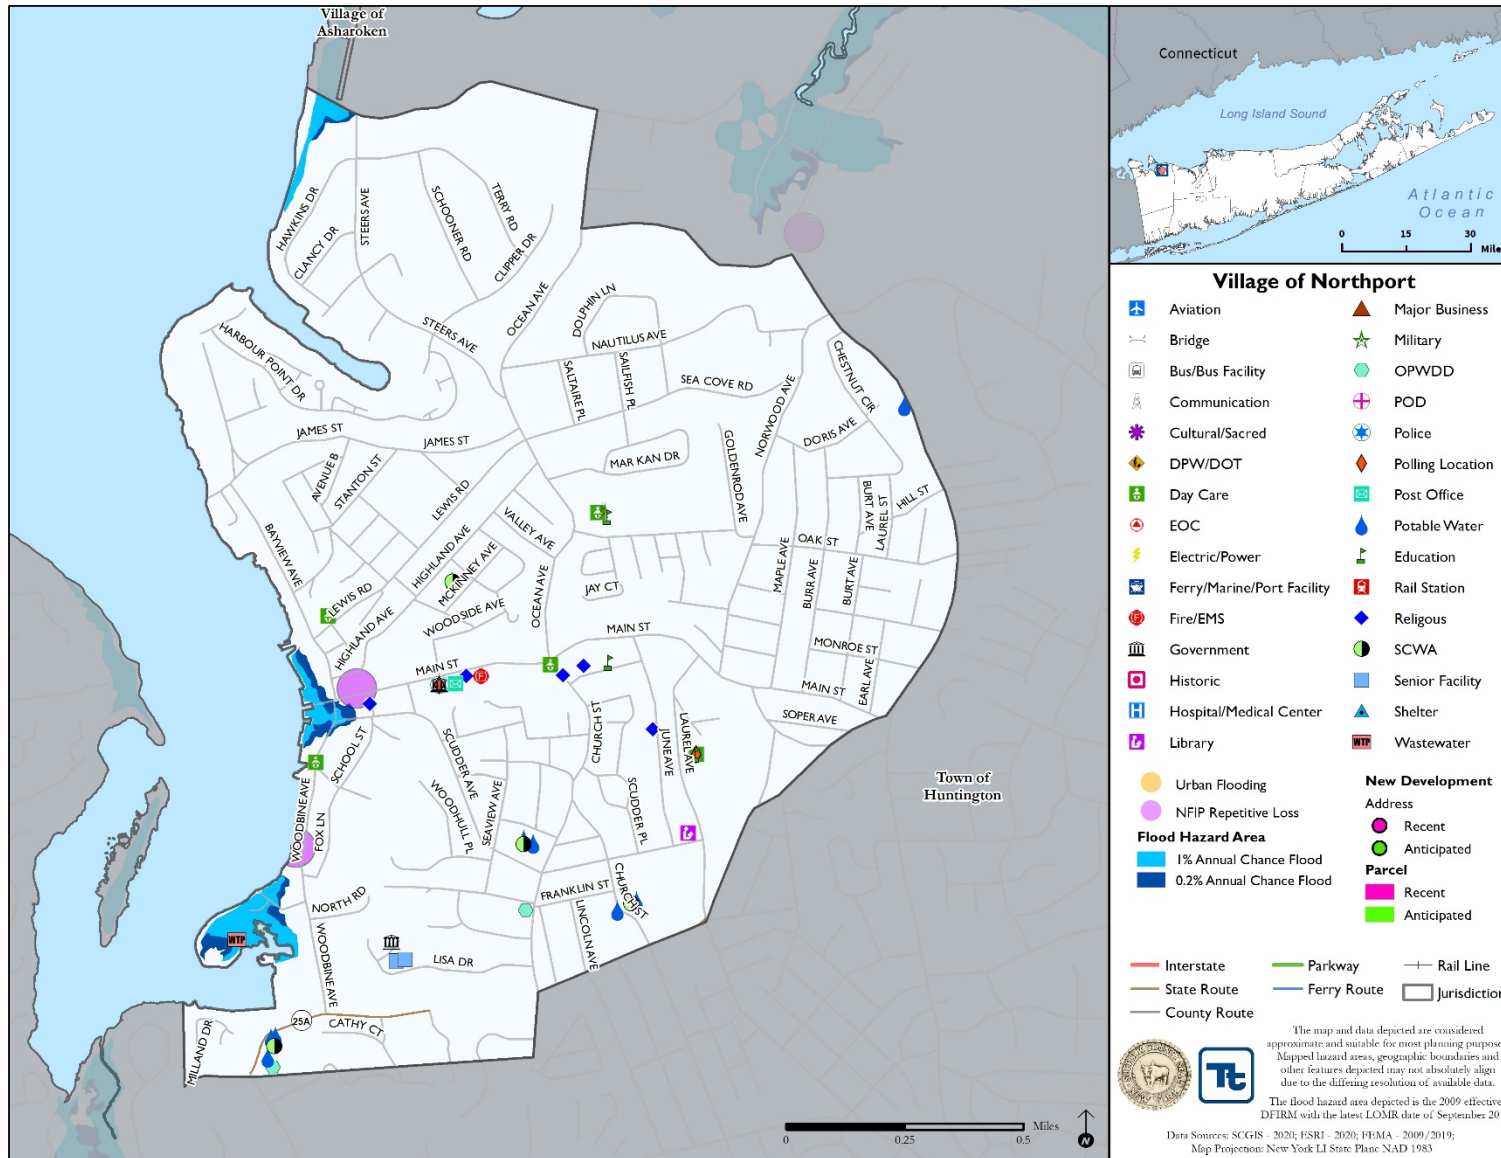 Village of
Asharoken
HAWKINS DR
CLANCY DR
STEERS AVE
SCHOONER RD
TERRY RD
CLIPPER DR
OCEAN AVE
DOLPHIN LN
STEERS AVE
NAUTILUS AVE
HARBOUR POINT DR
SALTAIRE PL
SAILFISH PL
SEA COVE RD
NORWOOD AVE
CHESTNUT CIR
DORIS AVE
JAMES ST
JAMES ST
AVENUE B
STANTON ST
LEWIS RD
MARKAN DR
GOLDENROD AVE
BURT AVE
LAUREL ST
HILL ST
BAYVIEW AVE
HIGHLAND AVE
VALLEY AVE
MCKINNEY AVE
OAK ST
MAPLE AVE
BURR AVE
BURT AVE
LEWIS RD
WOODSIDE AVE
OCEAN AVE
JAY CT
HIGHLAND AVE
MAIN ST
MAIN ST
MONROE ST
EARL AVE
MAIN ST
SOPER AVE
CHURCH ST
JUNEAVE
LAUREL AVE
SCHOOL ST
SCUDDER AVE
WOODHULL PL
SEAVIEW AVE
SCUDDER PL
WOODBINE AVE
FOX LN
Town of
Huntington
NORTH RD
FRANKLIN ST
CHURCH ST
LINCOLN AVE
WTP
WOODBINE AVE
LISA DR
25A
CATHY CT
MILLAND DR
0 0.25 0.5 Miles
N
Connecticut
Long Island Sound
Atlantic
Ocean
0 15 30
Mile
Village of Northport
Aviation
Major Business
Bridge
Military
Bus/Bus Facility
OPWDD
Communication
POD
Cultural/Sacred
Police
DPW/DOT
Polling Location
Day Care
Post Office
EOC
Potable Water
Electric/Power
Education
Ferry/Marine/Port Facility
Rail Station
Fire/EMS
Religous
Government
SCWA
Historic
Senior Facility
Hospital/Medical Center
Shelter
Library
WTP Wastewater
Urban Flooding
NFIP Repetitive Loss
Flood Hazard Area
1% Annual Chance Flood
0.2% Annual Chance Flood
New Development
Address
Recent
Anticipated
Parcel
Recent
Anticipated
Interstate
Parkway
Rail Line
State Route
Ferry Route
Jurisdiction
County Route
Tt
The map and data depicted are considered
approximate and suitable for most planning purpose
Mapped hazard areas, geographic boundaries and
other features depicted may not absolutely align
due to the differing resolution of available data.
The flood hazard area depicted is the 2009 effective
DFIRM with the latest LOMR date of September 20
Data Sources: SCGIS - 2020; ESRI - 2020; FEMA - 2009/2019;
Map Projection: New York LI State Plane NAD 1983